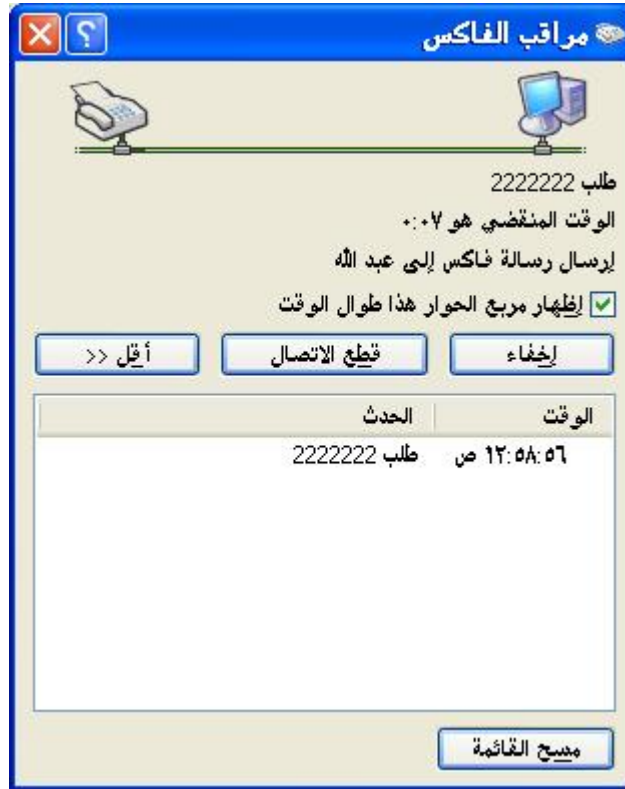 مراقب الفاكس
طلب 2222222
الوقت المنقضي هو ٠:٠٧
إرسال رسالة فاكس إلى عبد الله
إظهار مربع الحوار هذا طوال الوقت
إخفاء
قطع الاتصال
أقل <<
الوقت الحدث
١٢:٥٨:٥٦ ص طلب 2222222
مسح القائمة